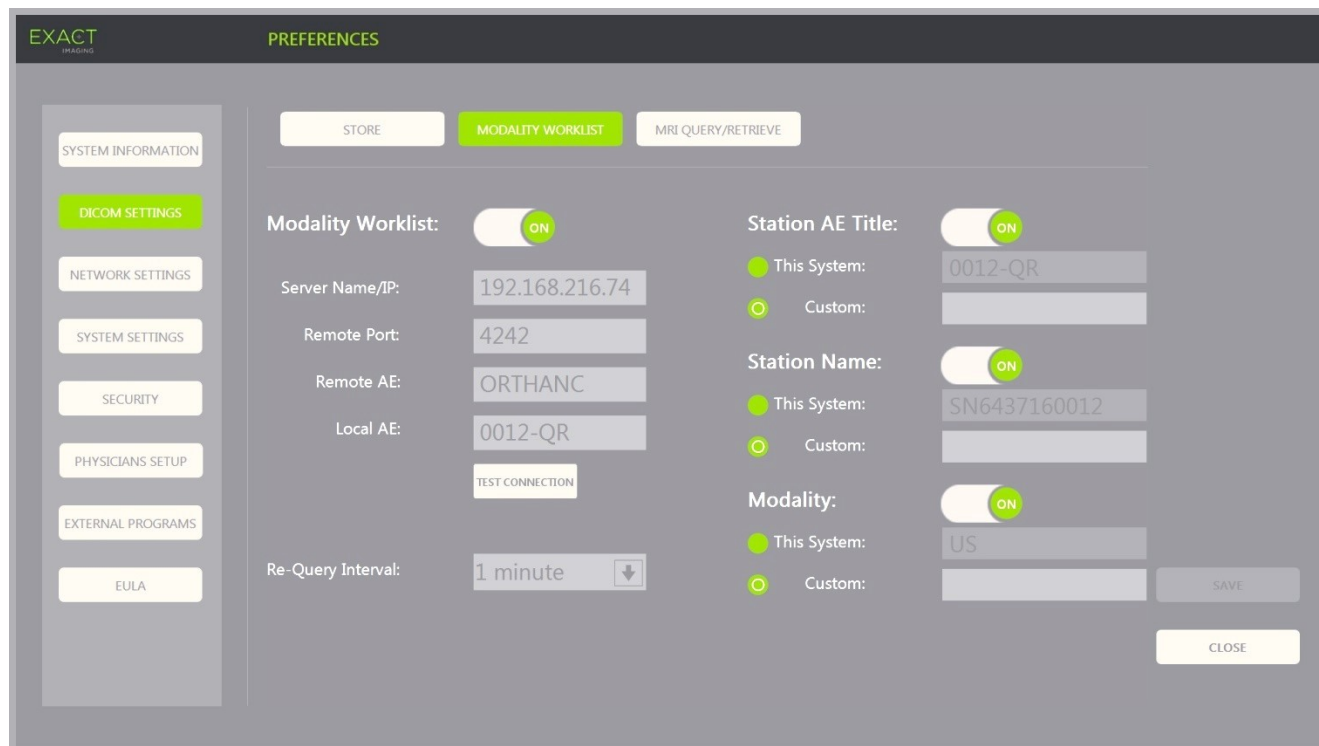 EXACT
IMAGING
PREFERENCES
SYSTEM INFORMATION
DICOM SETTINGS
NETWORK SETTINGS
SYSTEM SETTINGS
SECURITY
PHYSICIANS SETUP
EXTERNAL PROGRAMS
EULA
STORE
MODALITY WORKLIST
MRI QUERY/RETRIEVE
Modality Worklist: ON
Server Name/IP: 192.168.216.74
Remote Port: 4242
Remote AE: ORTHANC
Local AE: 0012-QR
TEST CONNECTION
Re-Query Interval: 1 minute
Station AE Title: ON
This System: 0012-QR
Custom:
Station Name: ON
This System: SN6437160012
Custom:
Modality: ON
This System: US
Custom:
SAVE
CLOSE